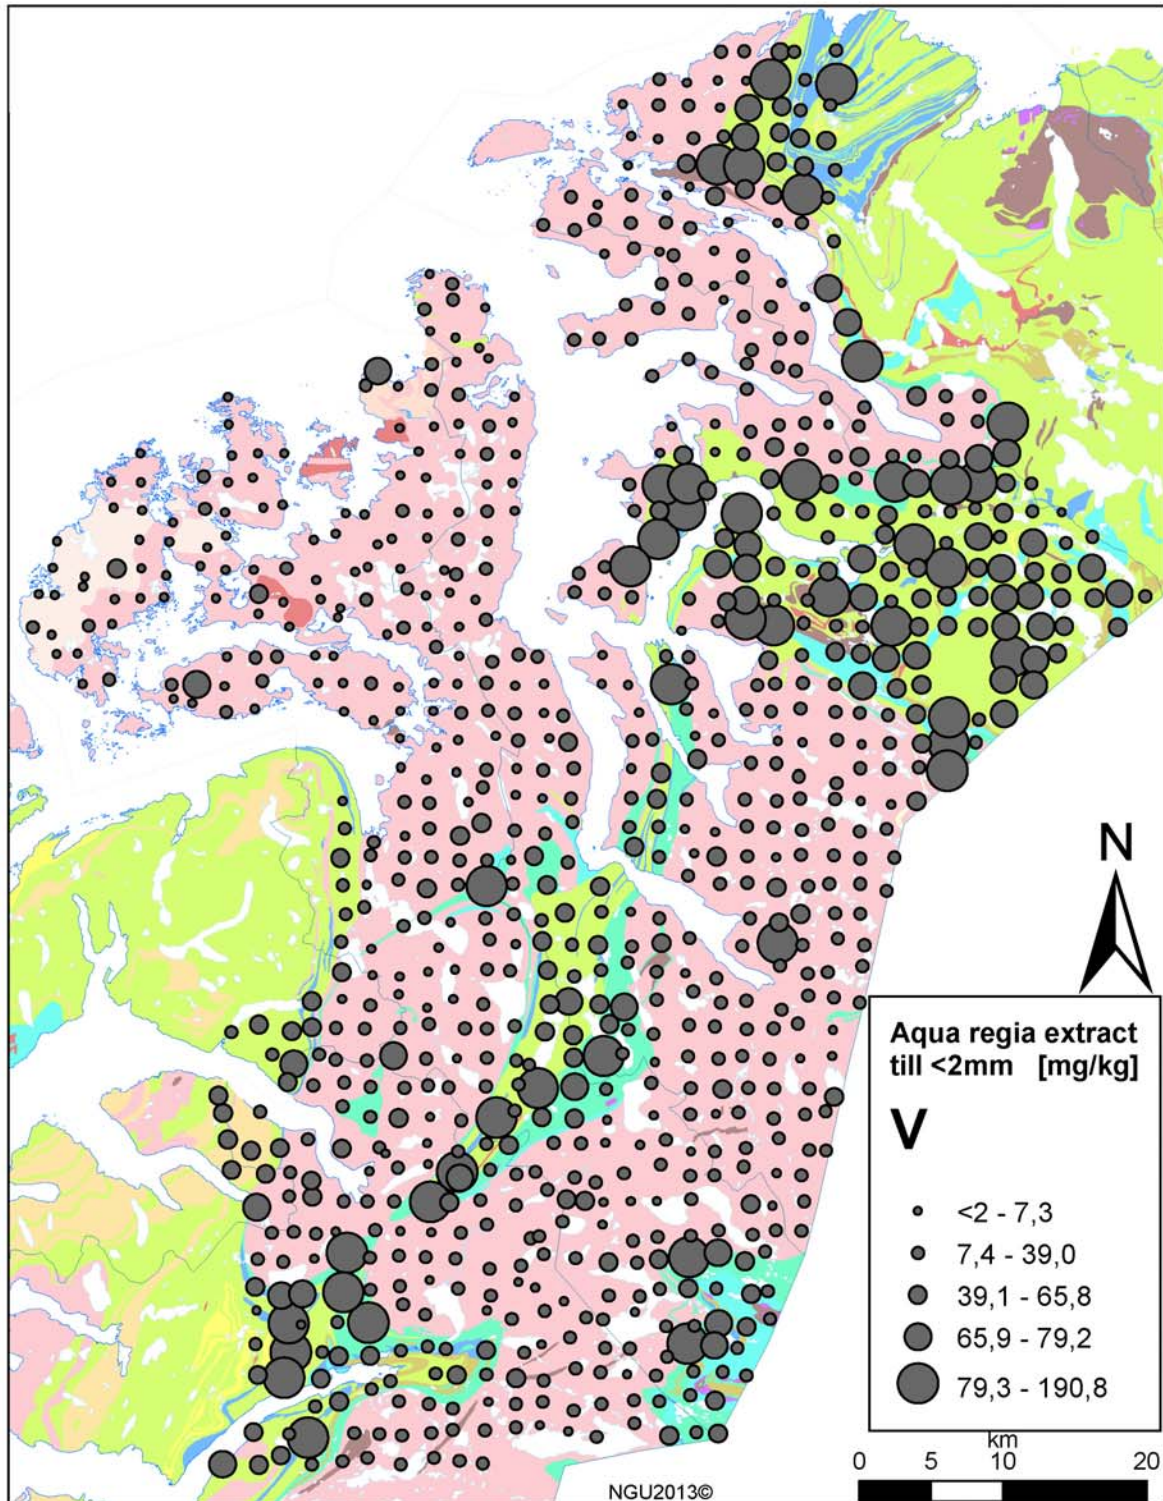 N
Aqua regia extract
till <2mm [mg/kg]
V
<2 - 7,3
7,4 - 39,0
39,1 - 65,8
65,9 - 79,2
79,3 - 190,8
km
0 5 10 20
NGU2013©